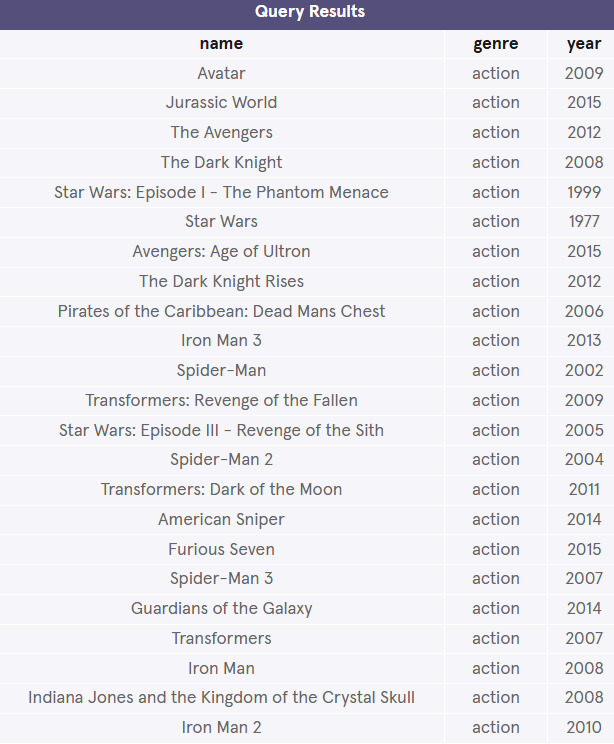 Query Results
name genre year
Avatar action 2009
Jurassic World action 2015
The Avengers action 2012
The Dark Knight action 2008
Star Wars: Episode I - The Phantom Menace action 1999
Star Wars action 1977
Avengers: Age of Ultron action 2015
The Dark Knight Rises action 2012
Pirates of the Caribbean: Dead Mans Chest action 2006
Iron Man 3 action 2013
Spider-Man action 2002
Transformers: Revenge of the Fallen action 2009
Star Wars: Episode III - Revenge of the Sith action 2005
Spider-Man 2 action 2004
Transformers: Dark of the Moon action 2011
American Sniper action 2014
Furious Seven action 2015
Spider-Man 3 action 2007
Guardians of the Galaxy action 2014
Transformers action 2007
Iron Man action 2008
Indiana Jones and the Kingdom of the Crystal Skull action 2008
Iron Man 2 action 2010